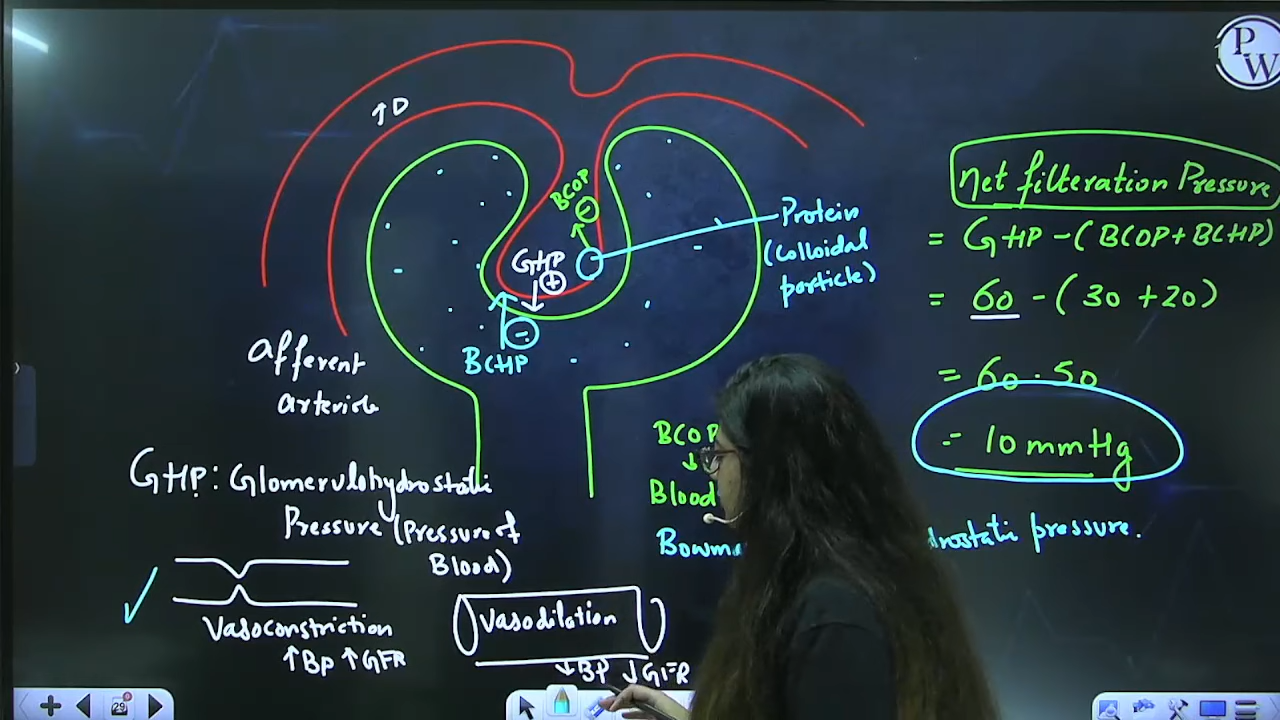 PW
↑D
BCOP
-
GHP
+
-
BCHP
Protein
(Colloidal
particle)
Afferent
Arteriole
net filteration Pressure
= GHP - (BCOP + BCHP)
= 60 - (30 + 20)
= 60 - 50
= 10 mmHg
BCOP
↓
Blood
Bowma
drostatic pressure.
GHP: Glomerulohydrostatic
Pressure (Pressure of
Blood)
✓
Vasoconstriction
↑BP ↑GFR
Vasodilation
↓BP ↓GFR
29